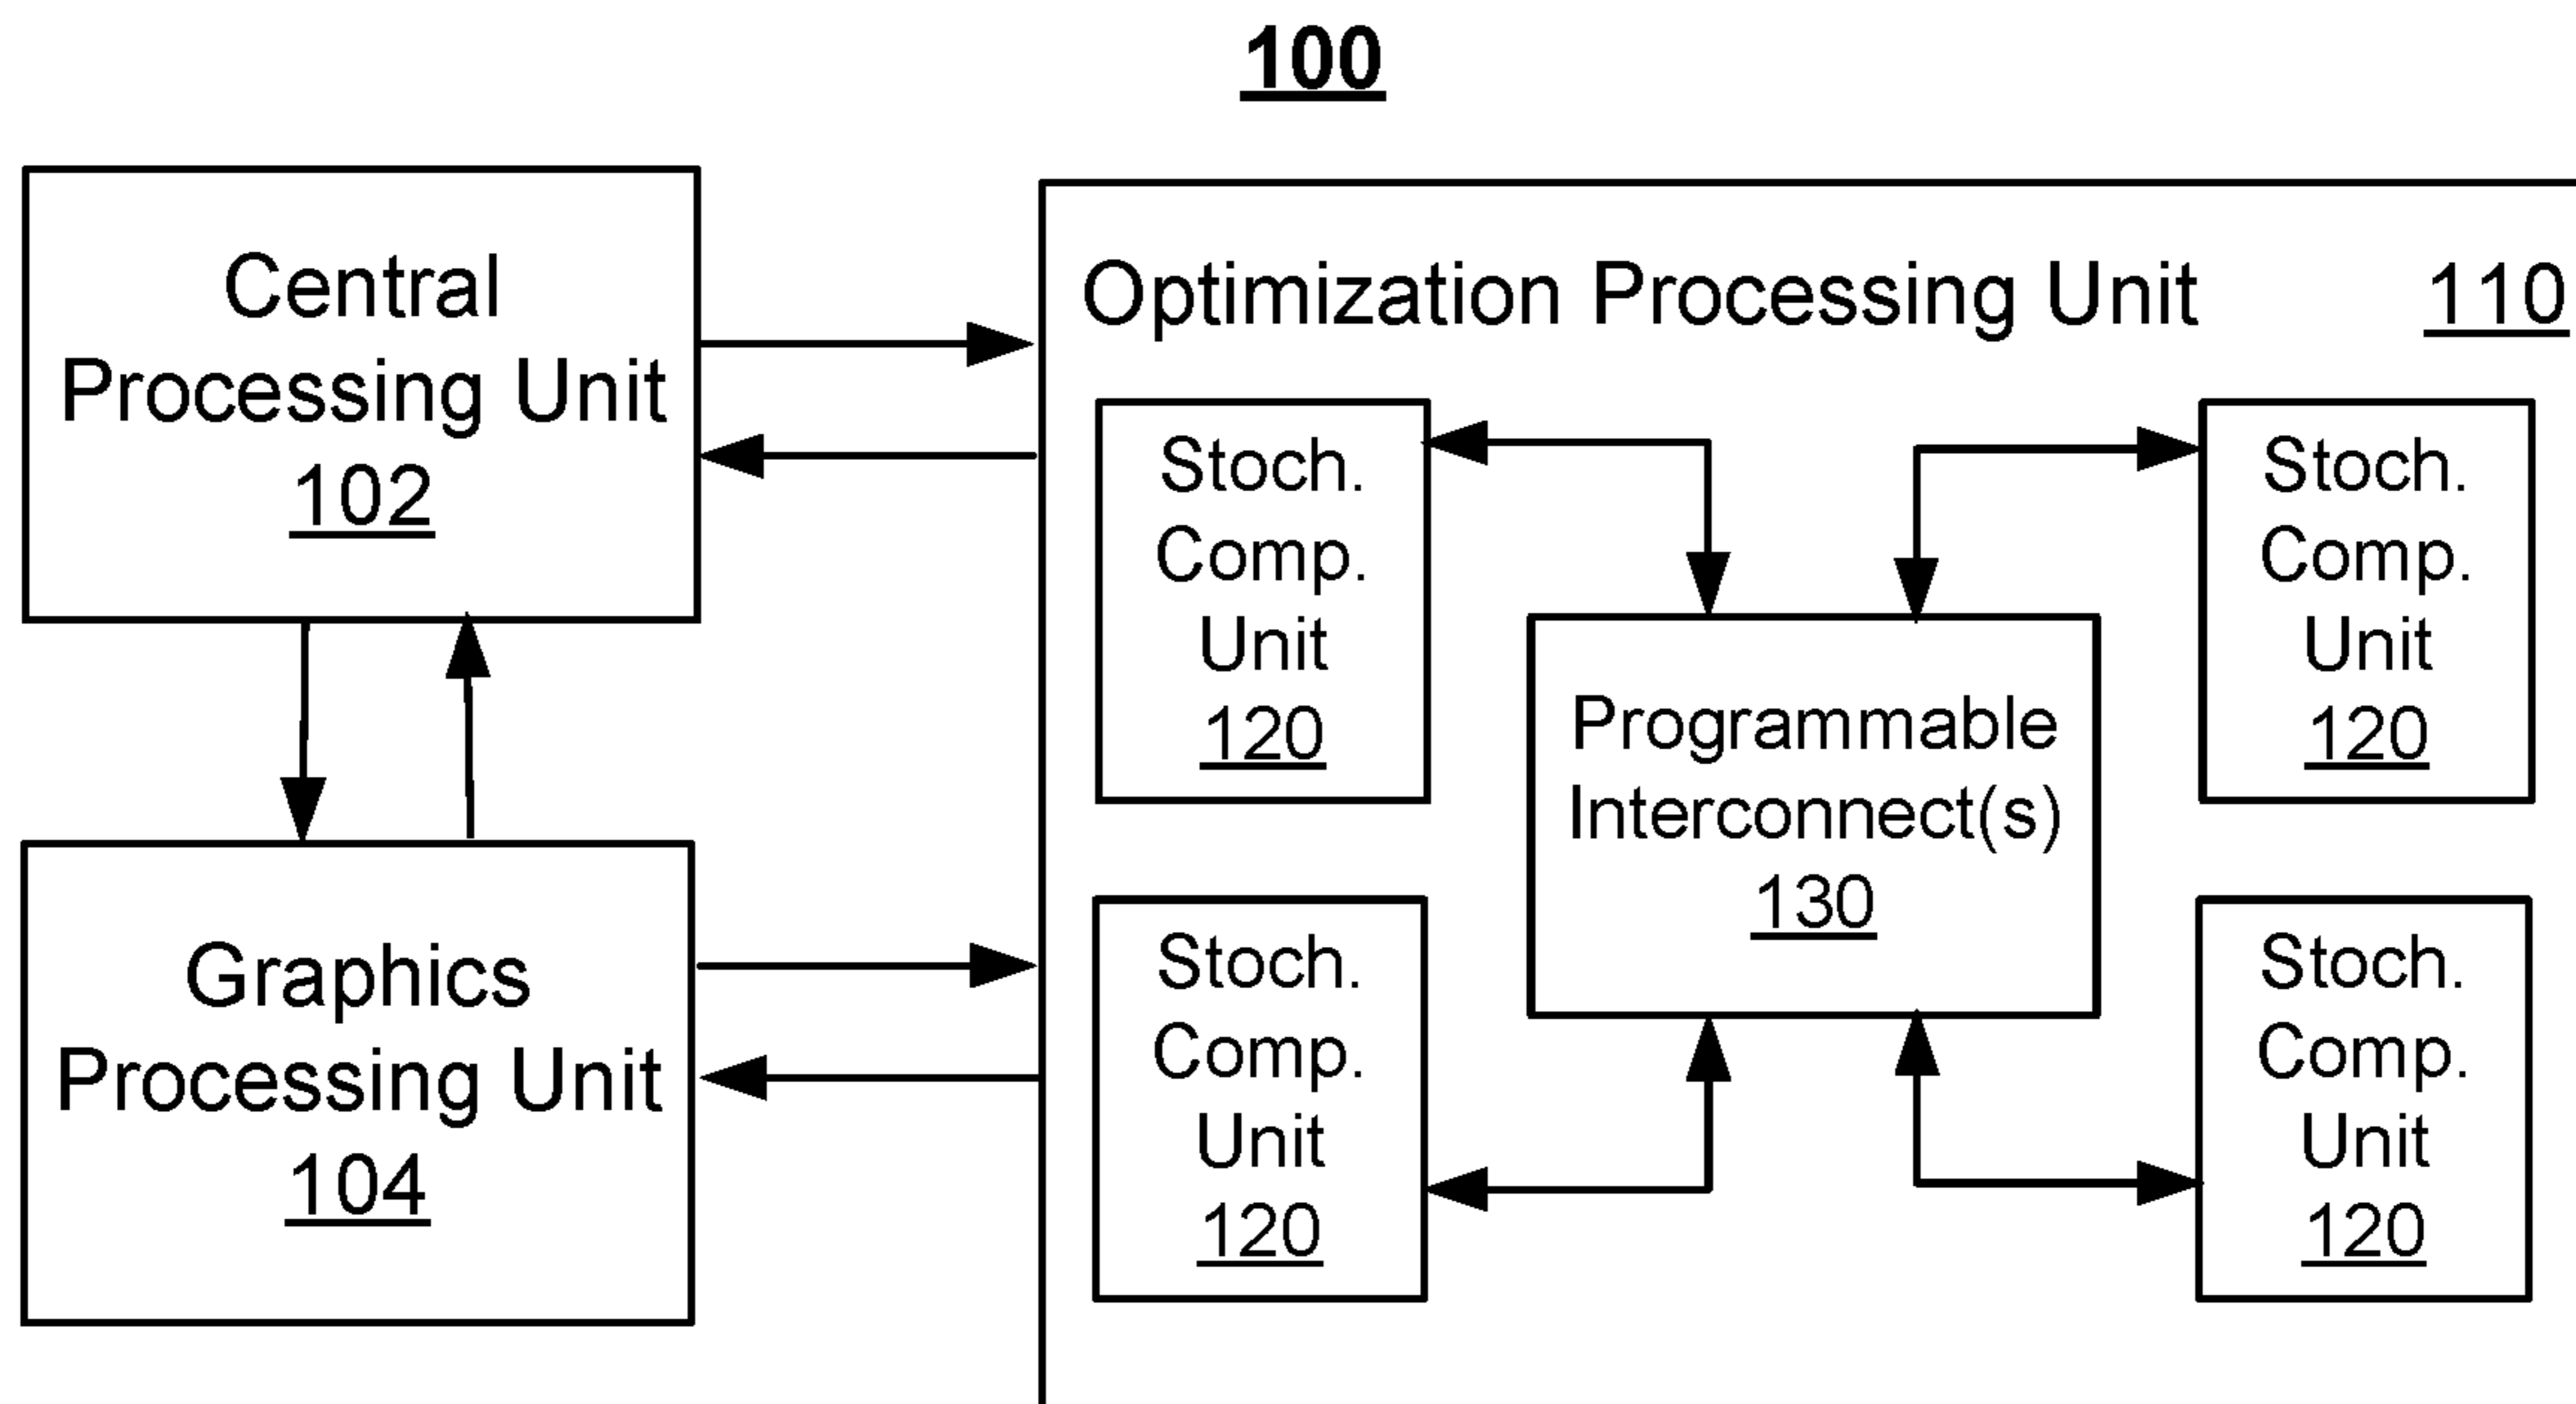 100
Central
Processing Unit
102
Optimization Processing Unit 110
Stoch.
Comp.
Unit
120
Stoch.
Comp.
Unit
120
Programmable
Interconnect(s)
130
Graphics
Processing Unit
104
Stoch.
Comp.
Unit
120
Stoch.
Comp.
Unit
120